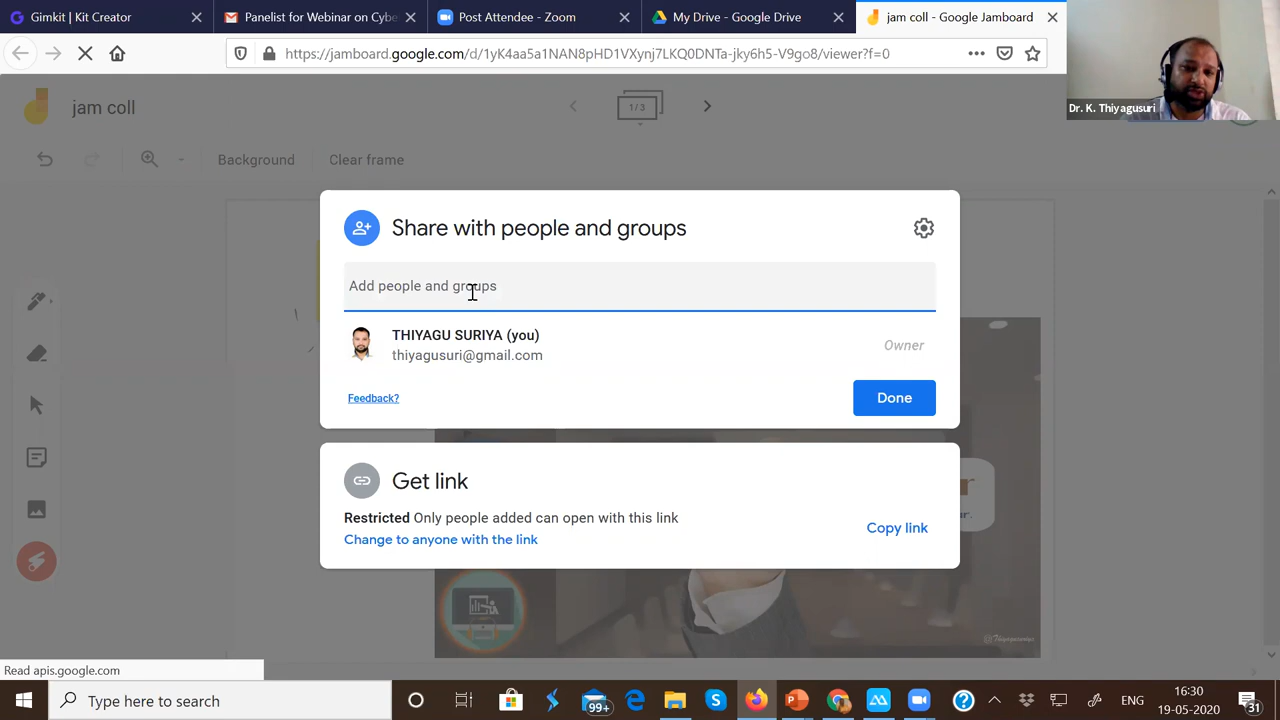 Gimkit | Kit Creator
Panelist for Webinar on Cybe
Post Attendee - Zoom
My Drive - Google Drive
jam coll - Google Jamboard
https://jamboard.google.com/d/1yK4aa5a1NAN8pHD1VXynj7LKQ0DNTa-jky6h5-V9go8/viewer?f=0
Dr. K. Thiyagusuri
jam coll
1/3
Background
Clear frame
Share with people and groups
Add people and groups
THIYAGU SURIYA (you)
thiyagusuri@gmail.com
Owner
Feedback?
Done
Get link
Restricted Only people added can open with this link
Change to anyone with the link
Copy link
Read apis.google.com
Type here to search
99+
ENG
16:30
19-05-2020
31